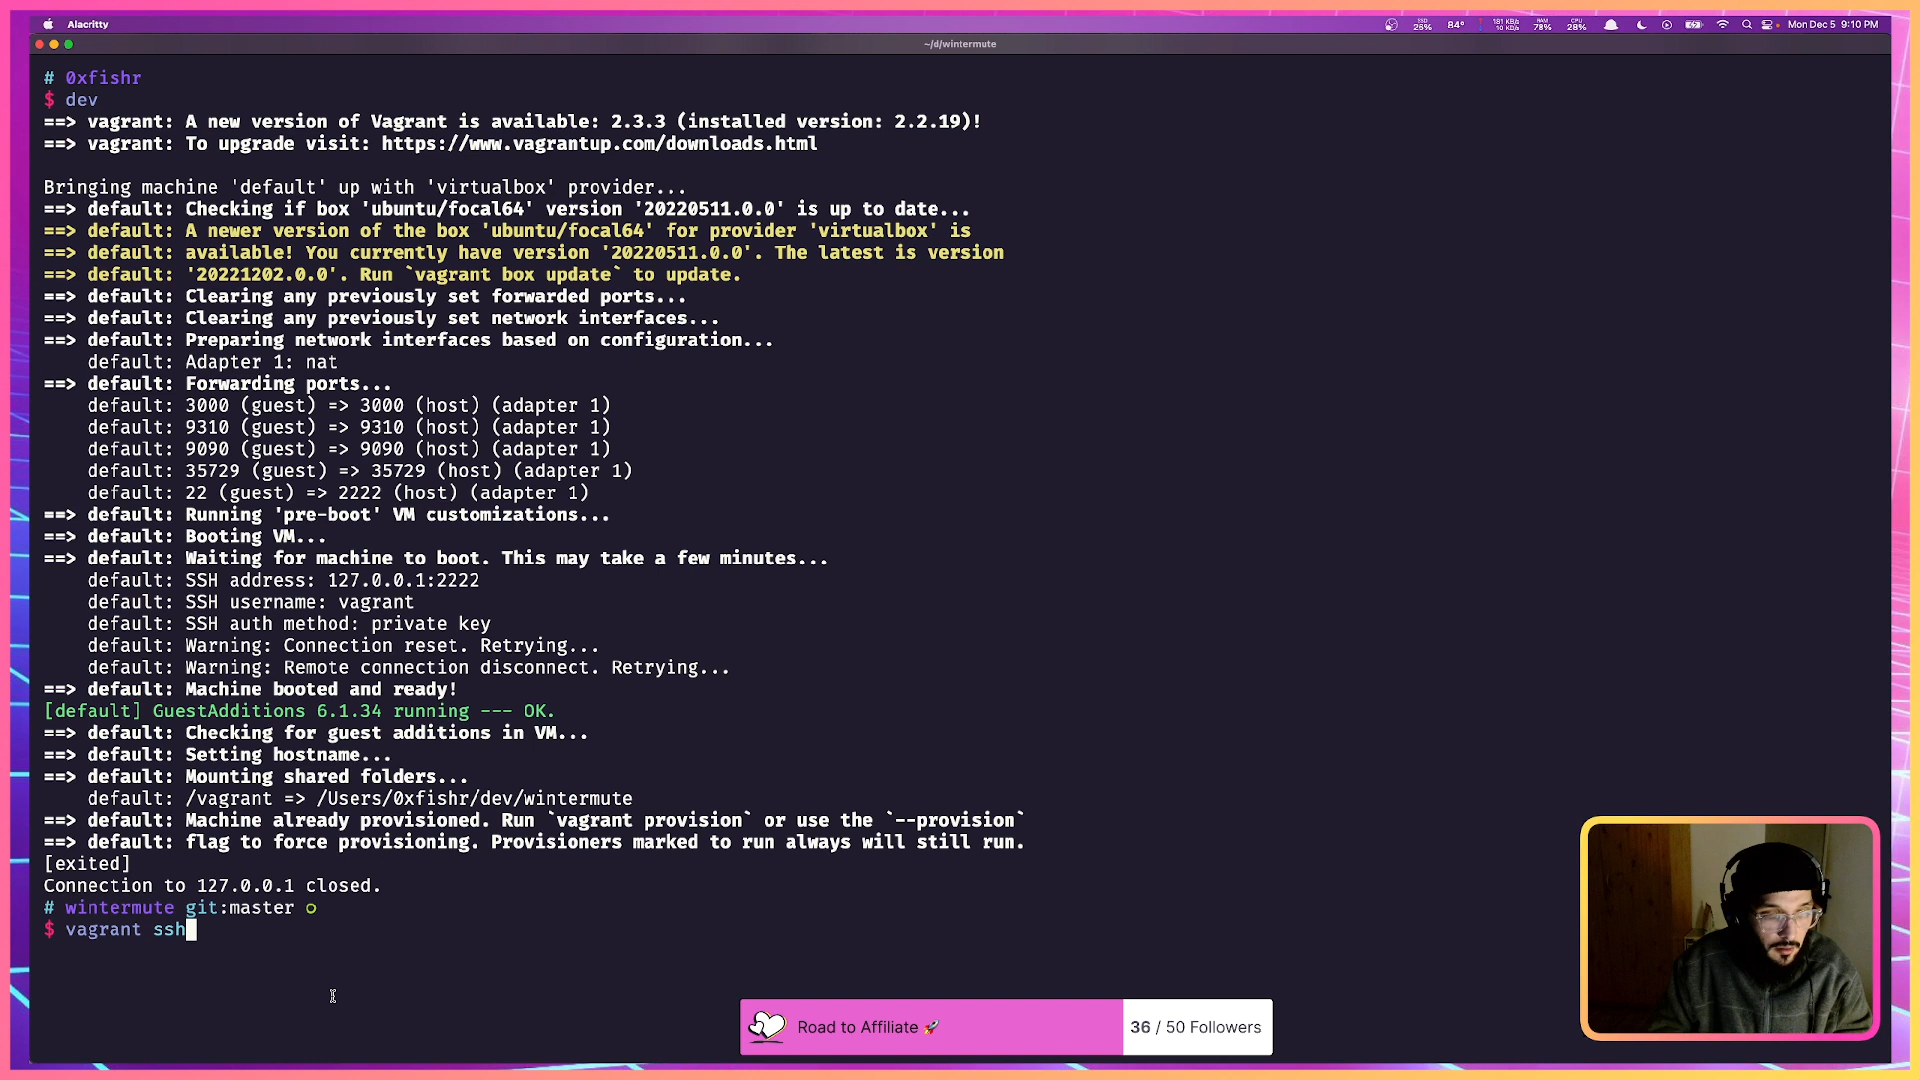 Alacritty
SSD 26% 84° 181 KB/s 10 KB/s RAM 78% CPU 28% Mon Dec 5 9:10 PM
~/d/wintermute
# 0xfishr
$ dev
==> vagrant: A new version of Vagrant is available: 2.3.3 (installed version: 2.2.19)!
==> vagrant: To upgrade visit: https://www.vagrantup.com/downloads.html
Bringing machine 'default' up with 'virtualbox' provider...
==> default: Checking if box 'ubuntu/focal64' version '20220511.0.0' is up to date...
==> default: A newer version of the box 'ubuntu/focal64' for provider 'virtualbox' is
==> default: available! You currently have version '20220511.0.0'. The latest is version
==> default: '20221202.0.0'. Run `vagrant box update` to update.
==> default: Clearing any previously set forwarded ports...
==> default: Clearing any previously set network interfaces...
==> default: Preparing network interfaces based on configuration...
default: Adapter 1: nat
==> default: Forwarding ports...
default: 3000 (guest) => 3000 (host) (adapter 1)
default: 9310 (guest) => 9310 (host) (adapter 1)
default: 9090 (guest) => 9090 (host) (adapter 1)
default: 35729 (guest) => 35729 (host) (adapter 1)
default: 22 (guest) => 2222 (host) (adapter 1)
==> default: Running 'pre-boot' VM customizations...
==> default: Booting VM...
==> default: Waiting for machine to boot. This may take a few minutes...
default: SSH address: 127.0.0.1:2222
default: SSH username: vagrant
default: SSH auth method: private key
default: Warning: Connection reset. Retrying...
default: Warning: Remote connection disconnect. Retrying...
==> default: Machine booted and ready!
[default] GuestAdditions 6.1.34 running --- OK.
==> default: Checking for guest additions in VM...
==> default: Setting hostname...
==> default: Mounting shared folders...
default: /vagrant => /Users/0xfishr/dev/wintermute
==> default: Machine already provisioned. Run `vagrant provision` or use the `--provision`
==> default: flag to force provisioning. Provisioners marked to run always will still run.
[exited]
Connection to 127.0.0.1 closed.
# wintermute git:master o
$ vagrant ssh
Road to Affiliate 🚀 36 / 50 Followers